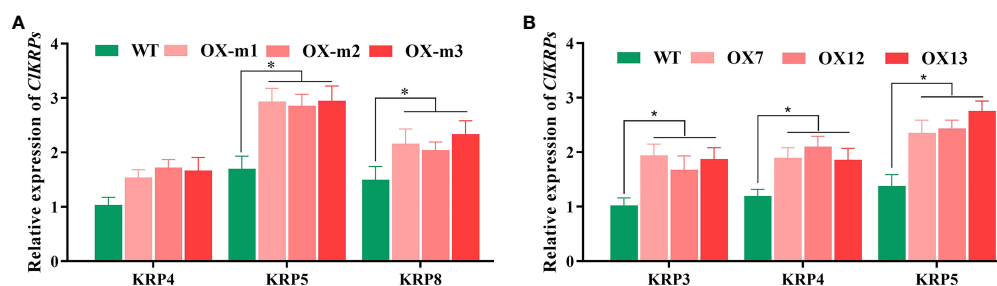 A
Relative expression of ClKRPs
4
3
2
1
0
WT OX-m1 OX-m2 OX-m3
*
*
KRP4 KRP5 KRP8
B
Relative expression of ClKRPs
4
3
2
1
0
WT OX7 OX12 OX13
*
*
*
KRP3 KRP4 KRP5